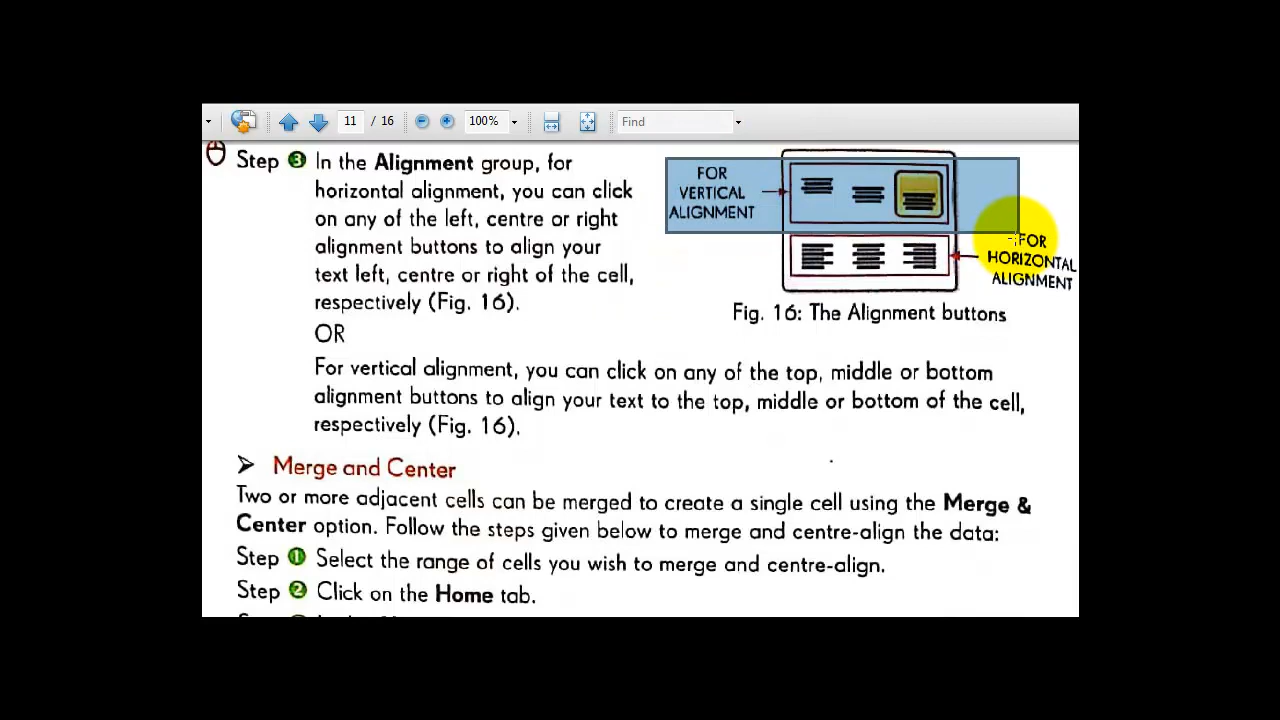 11 / 16
100%
Find
Step 3 In the Alignment group, for
horizontal alignment, you can click
on any of the left, centre or right
alignment buttons to align your
text left, centre or right of the cell,
respectively (Fig. 16).
FOR
VERTICAL
ALIGNMENT
FOR
HORIZONTAL
ALIGNMENT
Fig. 16: The Alignment buttons
OR
For vertical alignment, you can click on any of the top, middle or bottom
alignment buttons to align your text to the top, middle or bottom of the cell,
respectively (Fig. 16).
➢ Merge and Center
Two or more adjacent cells can be merged to create a single cell using the Merge &
Center option. Follow the steps given below to merge and centre-align the data:
Step 1 Select the range of cells you wish to merge and centre-align.
Step 2 Click on the Home tab.